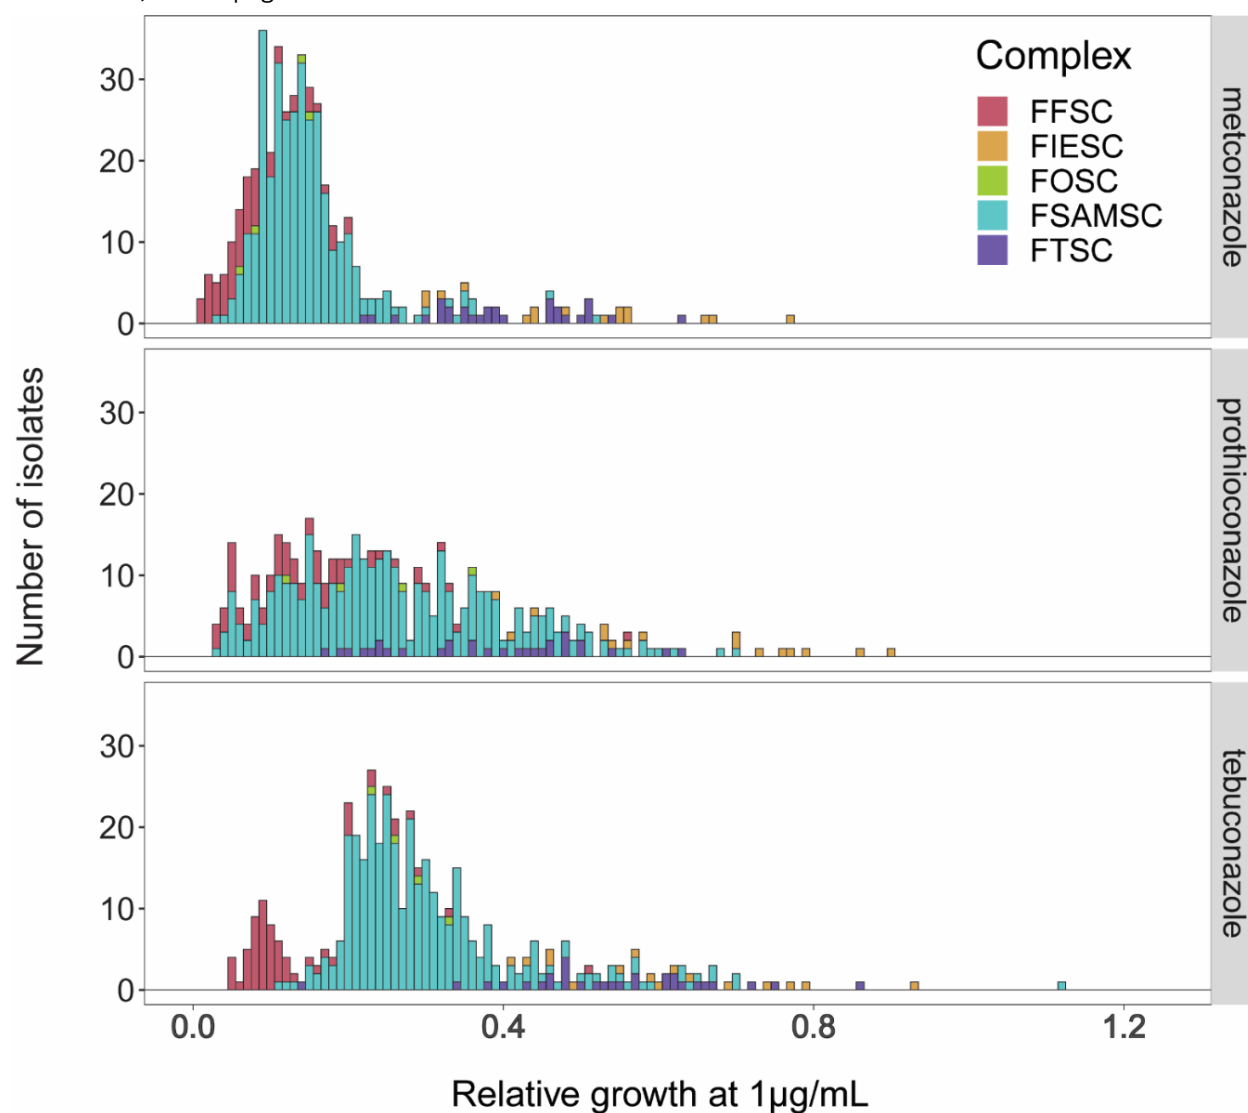 Complex
FFSC
FIESC
FOSC
FSAMSC
FTSC
30
20
10
0
metconazole
30
20
10
0
prothioconazole
30
20
10
0
tebuconazole
Number of isolates
0.0 0.4 0.8 1.2
Relative growth at 1µg/mL